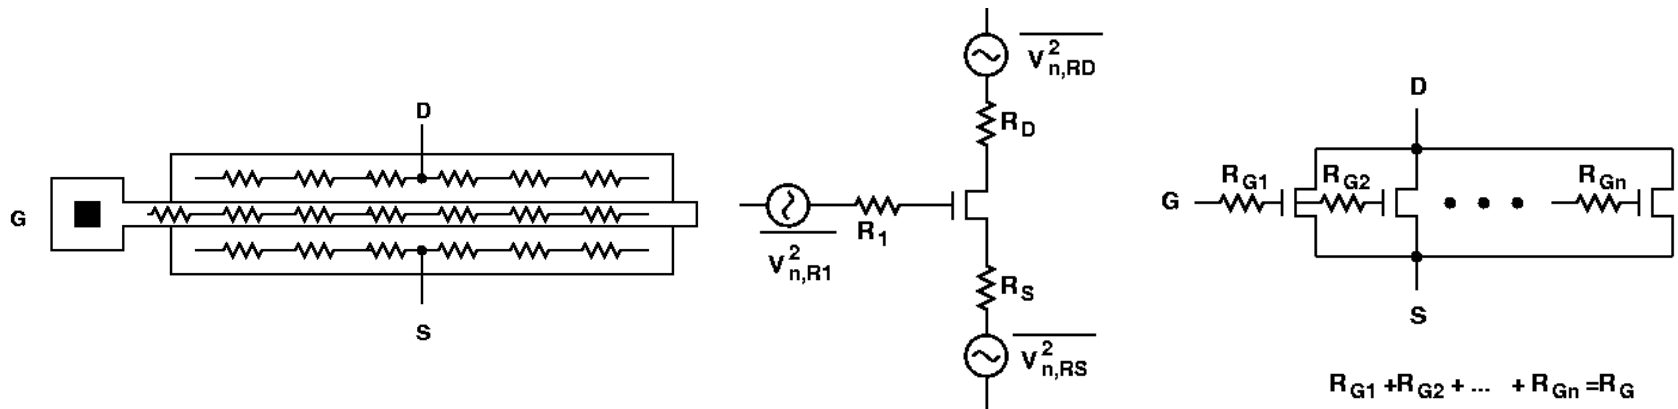 G
D
S
V²n,RD
RD
R1
V²n,R1
RS
V²n,RS
D
G
RG1
RG2
RGn
S
RG1 +RG2 + ... + RGn =RG